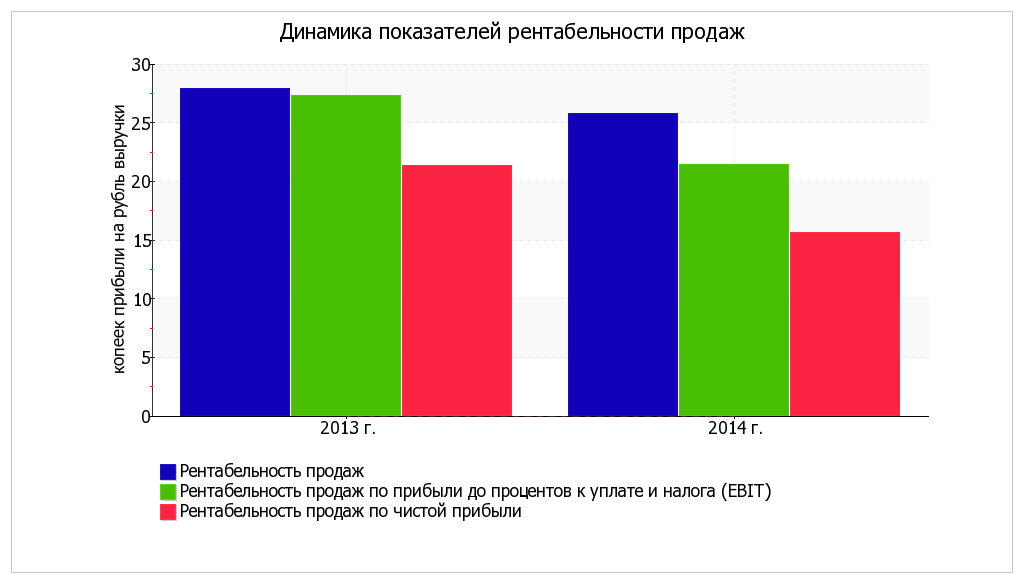 Динамика показателей рентабельности продаж
копеек прибыли на рубль выручки
30
25
20
15
10
5
0
2013 г. 2014 г.
Рентабельность продаж
Рентабельность продаж по прибыли до процентов к уплате и налога (EBIT)
Рентабельность продаж по чистой прибыли